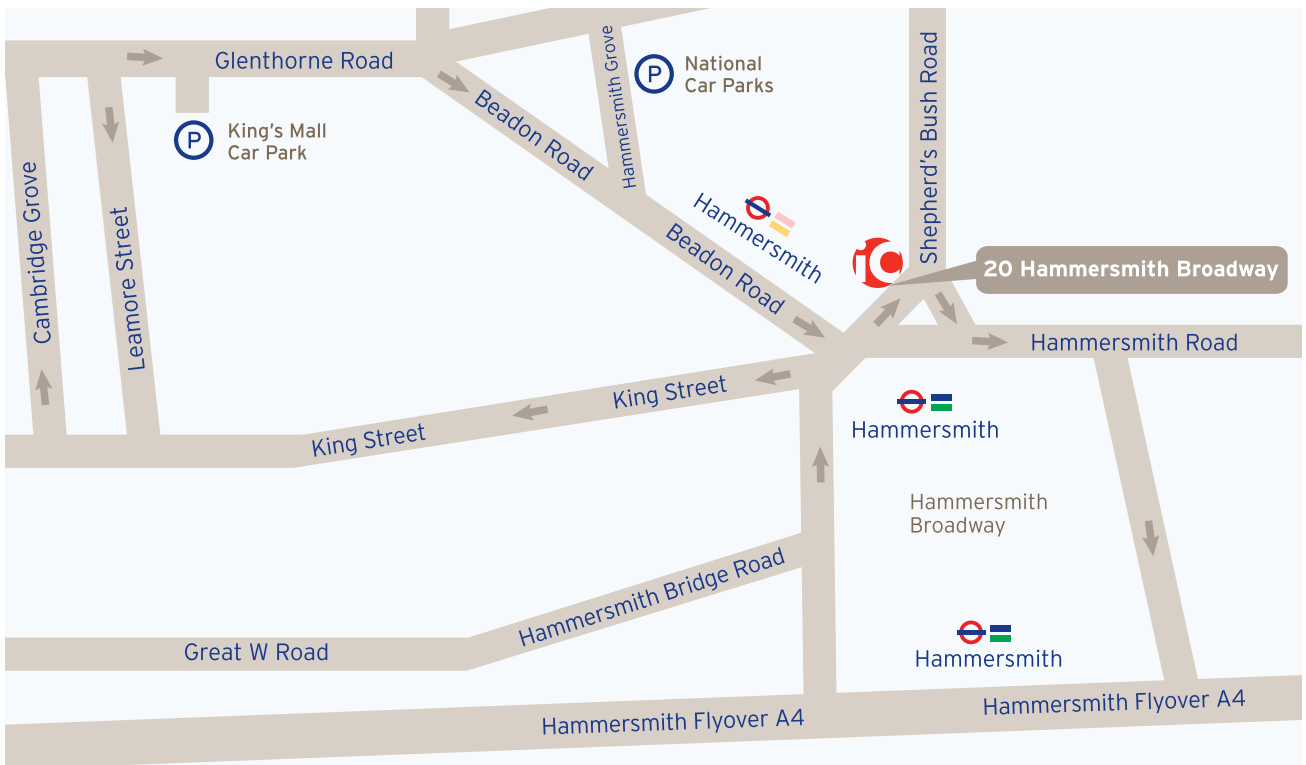 Glenthorne Road
P
King's Mall
Car Park
Hammersmith Grove
P
National
Car Parks
Shepherd's Bush Road
Beadon Road
Cambridge Grove
Leamore Street
Hammersmith
Beadon Road
20 Hammersmith Broadway
Hammersmith Road
King Street
King Street
Hammersmith
Hammersmith
Broadway
Hammersmith Bridge Road
Great W Road
Hammersmith
Hammersmith Flyover A4
Hammersmith Flyover A4